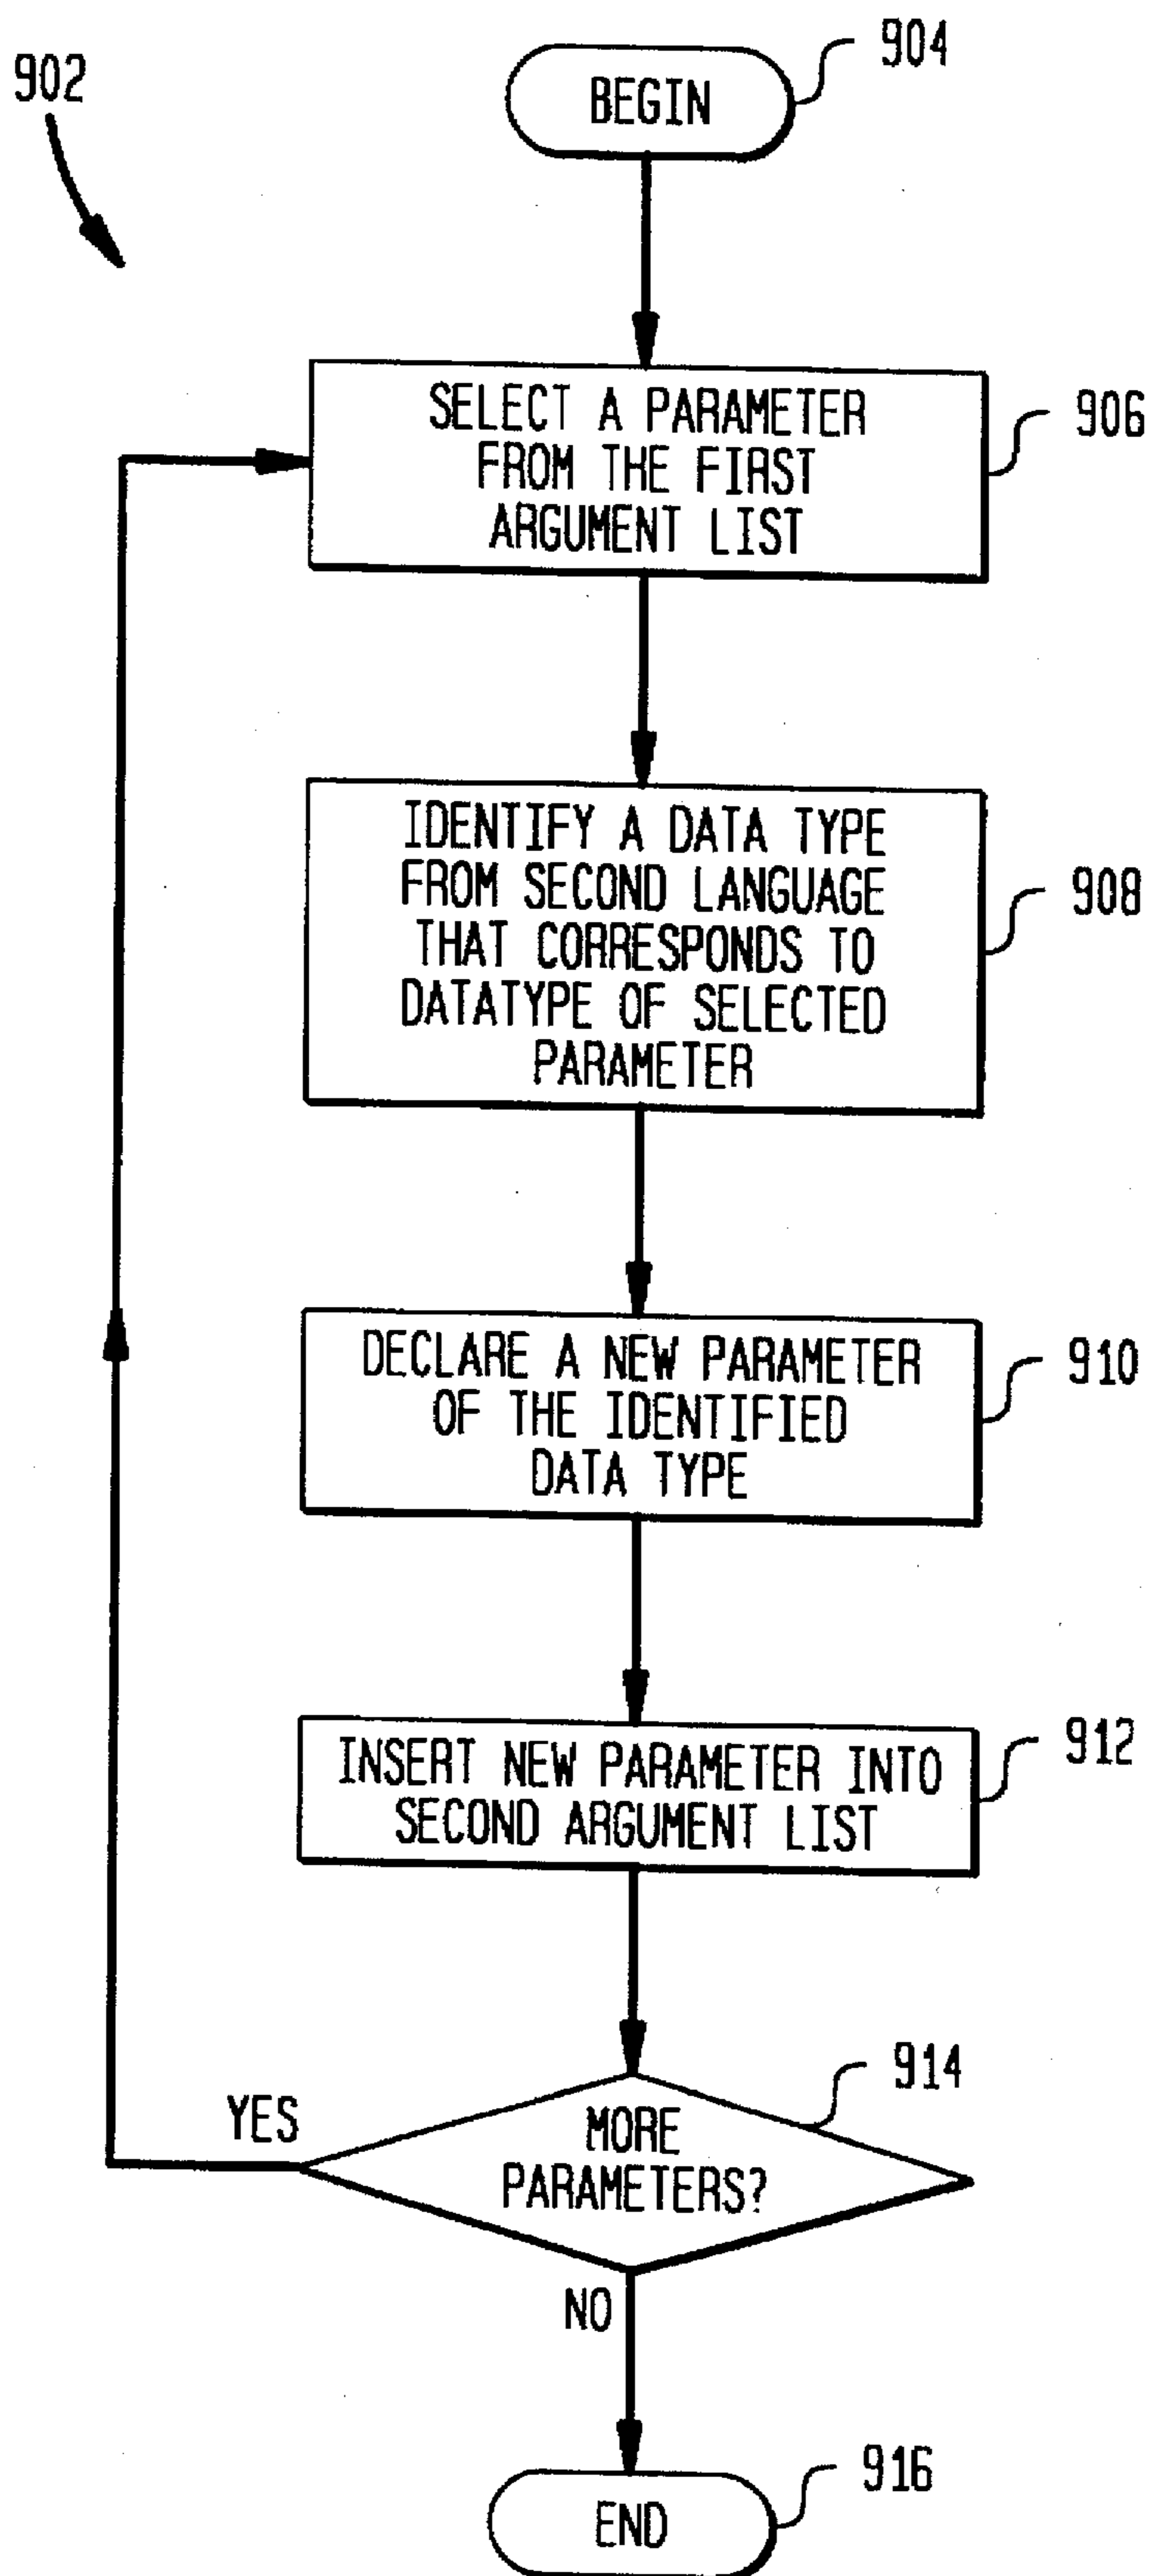 902
904
BEGIN
906
SELECT A PARAMETER
FROM THE FIRST
ARGUMENT LIST
908
IDENTIFY A DATA TYPE
FROM SECOND LANGUAGE
THAT CORRESPONDS TO
DATATYPE OF SELECTED
PARAMETER
910
DECLARE A NEW PARAMETER
OF THE IDENTIFIED
DATA TYPE
912
INSERT NEW PARAMETER INTO
SECOND ARGUMENT LIST
914
YES
MORE
PARAMETERS?
NO
916
END